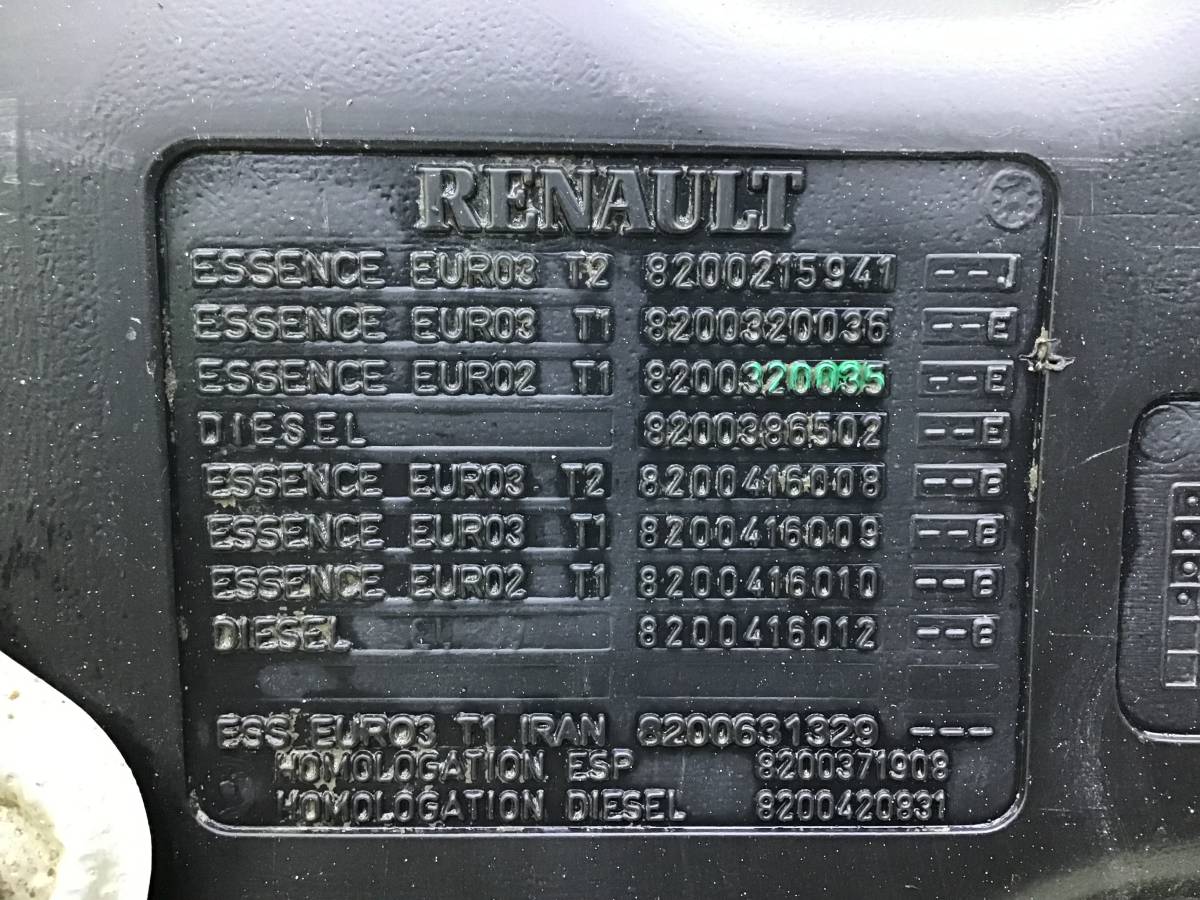 RENAULT
ESSENCE EURO3 T2 8200215941 --J
ESSENCE EURO3 T1 8200320036 --E
ESSENCE EURO2 T1 8200320035 --E
DIESEL 8200386502 --E
ESSENCE EURO3 T2 8200416008 --B
ESSENCE EURO3 T1 8200416009 --B
ESSENCE EURO2 T1 8200416010 --B
DIESEL 8200416012 --B
ESS EURO3 T1 IRAN 8200631329 ---
HOMOLOGATION ESP 8200371908
HOMOLOGATION DIESEL 8200420831